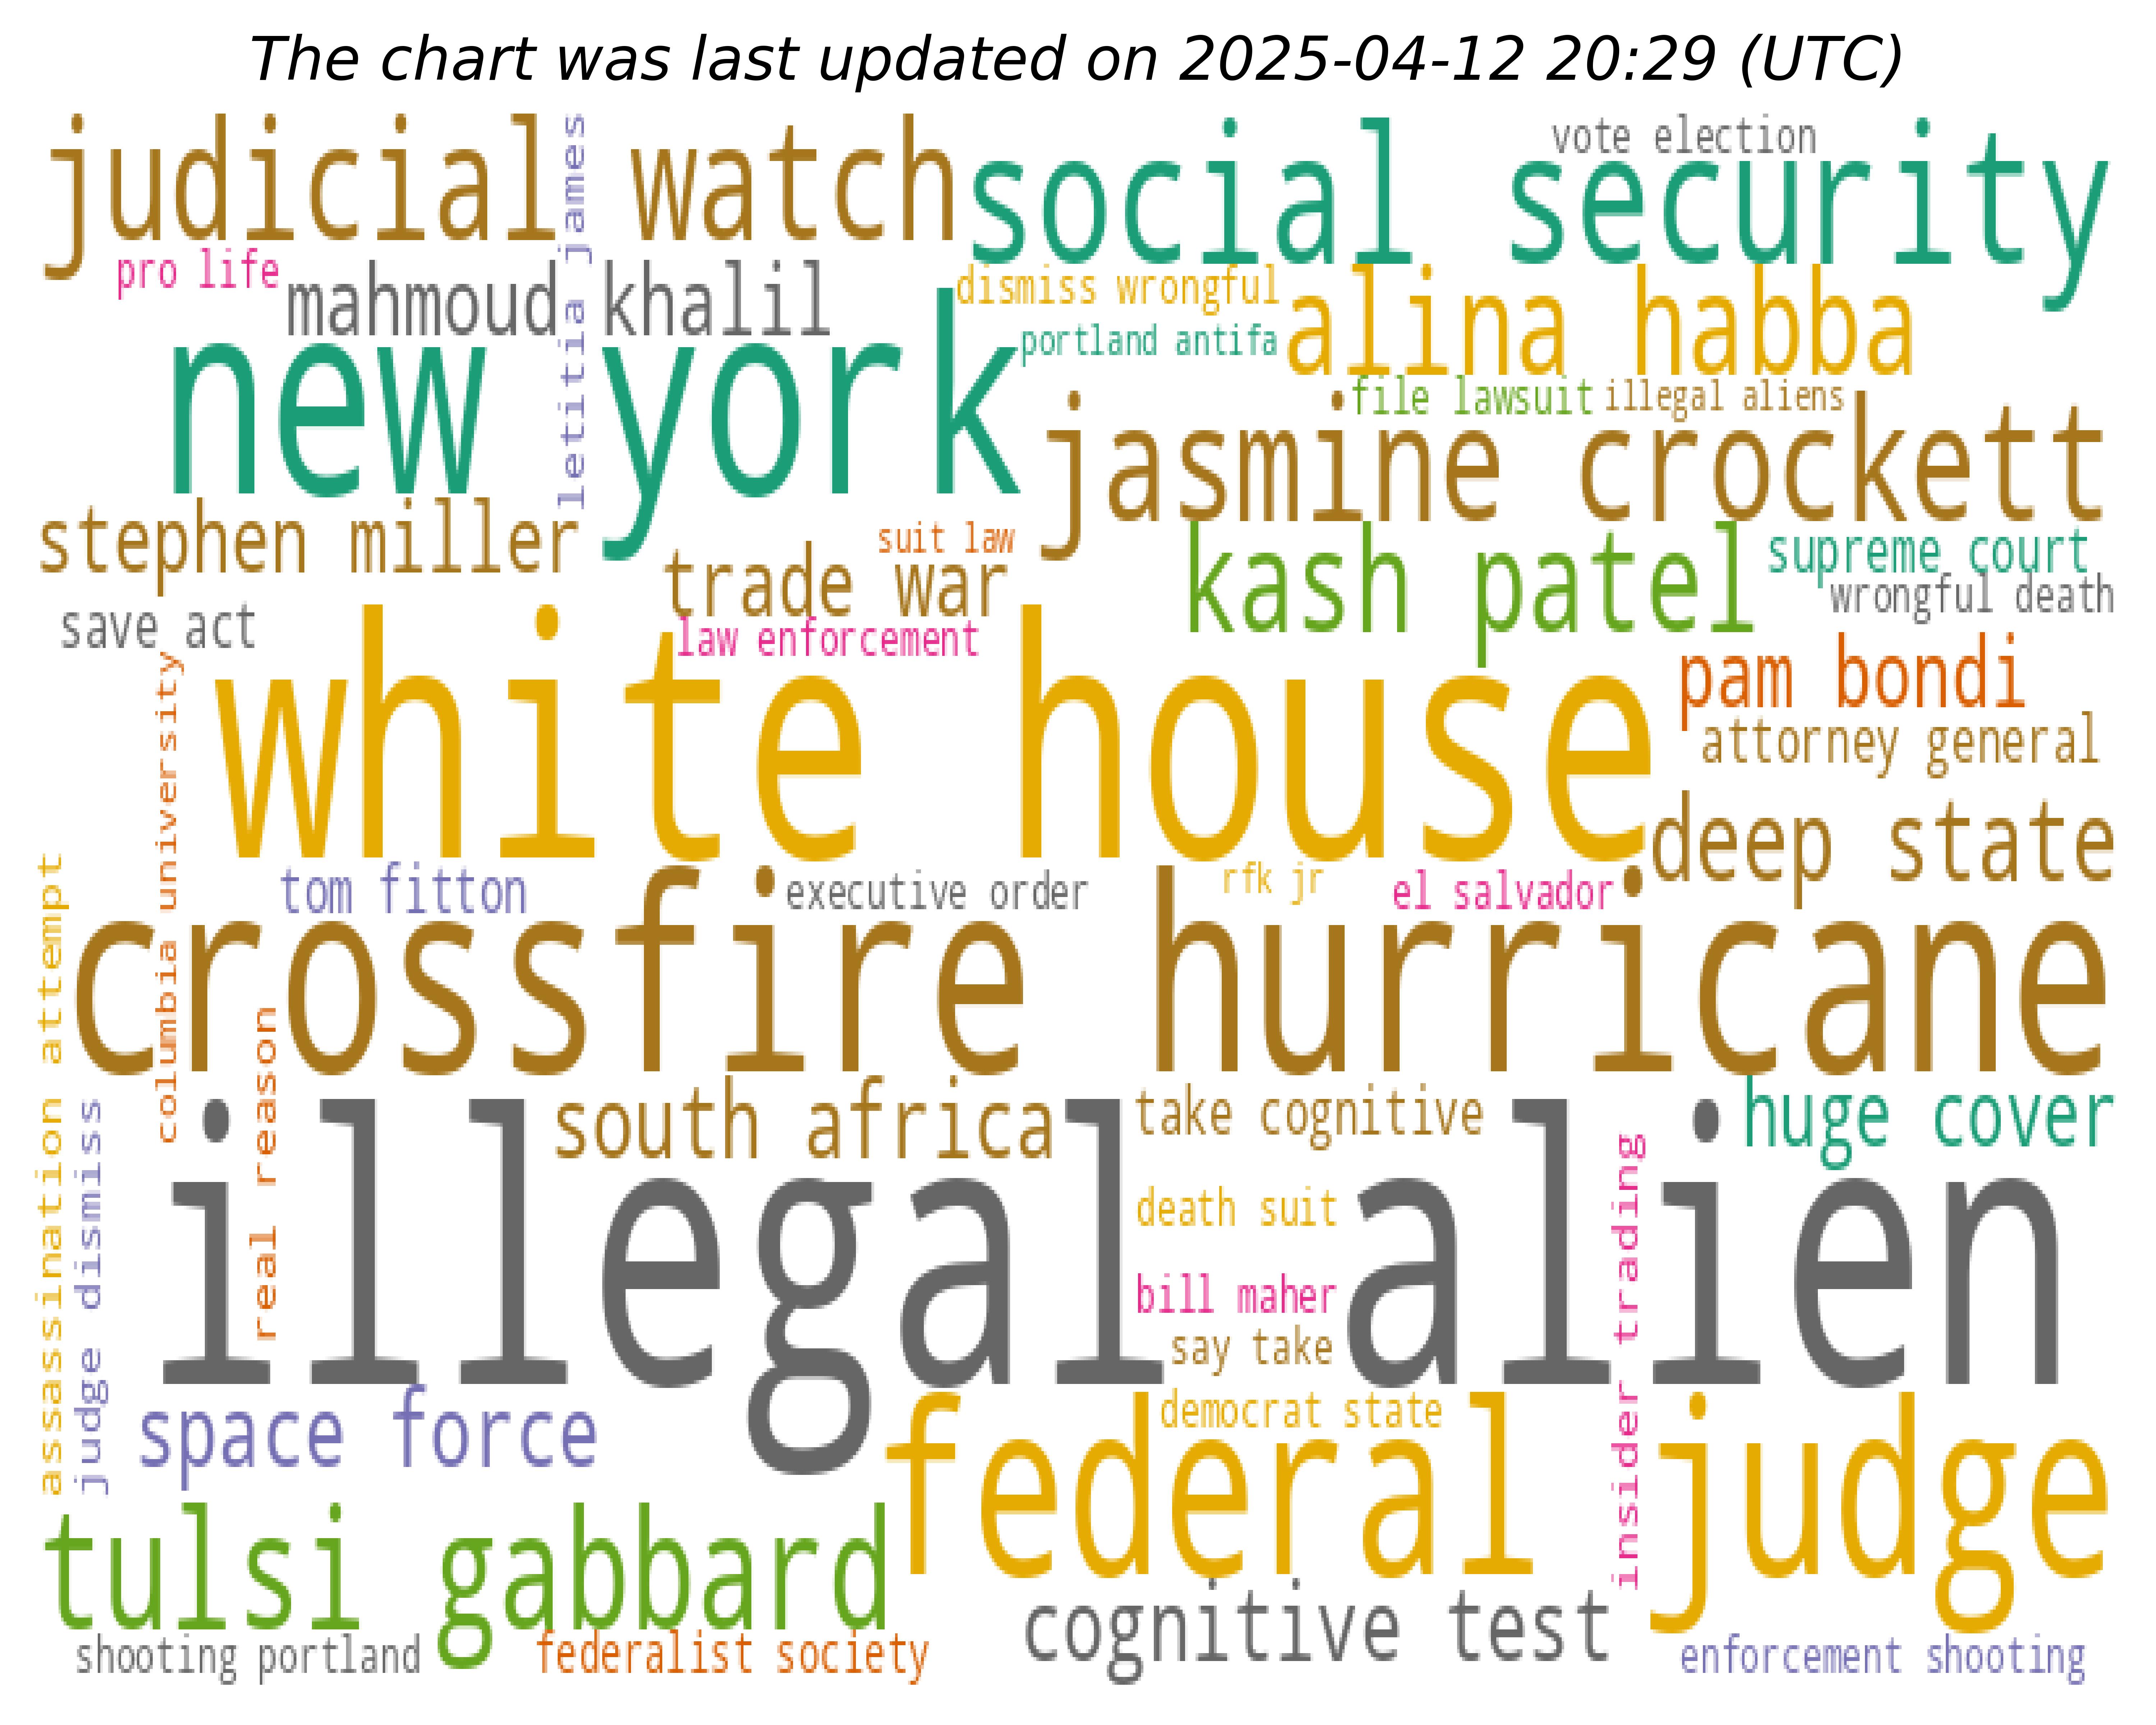 The chart was last updated on 2025-04-12 20:29 (UTC)
judicial watch
social security
vote election
letitia james
pro life
mahmoud khalil
dismiss wrongful
alina habba
portland antifa
new york
file lawsuit
illegal aliens
jasmine crockett
stephen miller
suit law
trade war
kash patel
supreme court
wrongful death
save act
law enforcement
white house
pam bondi
attorney general
columbia university
deep state
tom fitton
executive order
rfk jr
el salvador
assassination attempt
crossfire hurricane
real reason
judge dismiss
south africa
take cognitive
huge cover
illegal alien
death suit
insider trading
bill maher
say take
space force
democrat state
federal judge
tulsi gabbard
cognitive test
shooting portland
federalist society
enforcement shooting